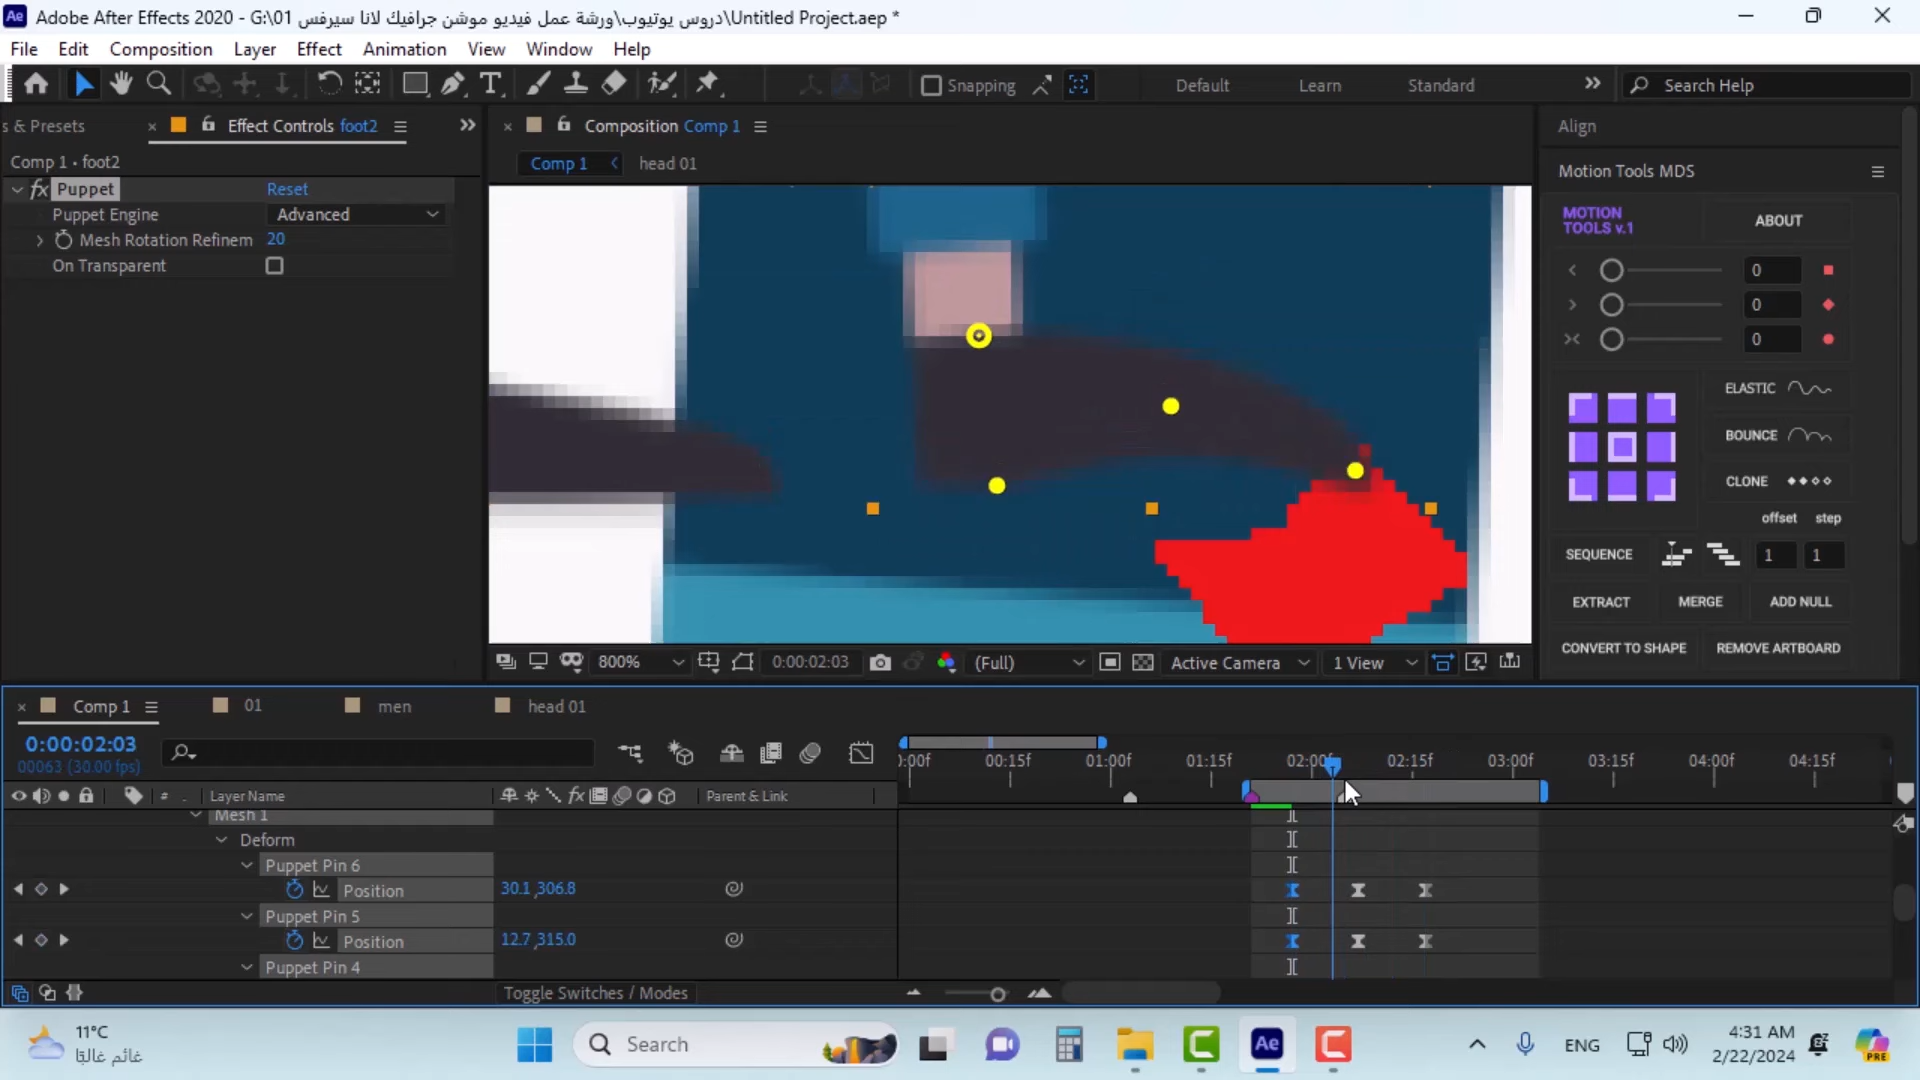 Adobe After Effects 2020 - G:\01 دروس يوتيوب\ورشة عمل فيديو موشن جرافيك لانا سيرفس\Untitled Project.aep *
File Edit Composition Layer Effect Animation View Window Help
Snapping Default Learn Standard Search Help
s & Presets Effect Controls foot2 Composition Comp 1 Align
Comp 1 • foot2 Comp 1 head 01 Motion Tools MDS
fx Puppet Reset
Puppet Engine Advanced
Mesh Rotation Refinem 20
On Transparent
MOTION TOOLS v.1 ABOUT
0
0
0
ELASTIC
BOUNCE
CLONE
offset step
SEQUENCE 1 1
EXTRACT MERGE ADD NULL
CONVERT TO SHAPE REMOVE ARTBOARD
800% 0:00:02:03 (Full) Active Camera 1 View
Comp 1 01 men head 01
0:00:02:03
00063 (30.00 fps)
:00f 00:15f 01:00f 01:15f 02:00f 02:15f 03:00f 03:15f 04:00f 04:15f
# Layer Name fx Parent & Link
Mesh 1
Deform
Puppet Pin 6
Position 30.1,306.8
Puppet Pin 5
Position 12.7,315.0
Puppet Pin 4
Toggle Switches / Modes
11°C
غائم غالبًا
Search
Ae
ENG
4:31 AM
2/22/2024
PRE